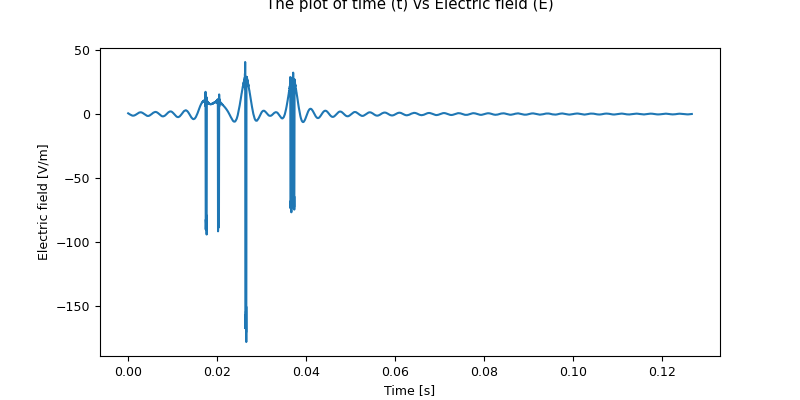 The plot of time (t) vs Electric field (E)
50
0
−50
−100
−150
Electric field [V/m]
0.00 0.02 0.04 0.06 0.08 0.10 0.12
Time [s]